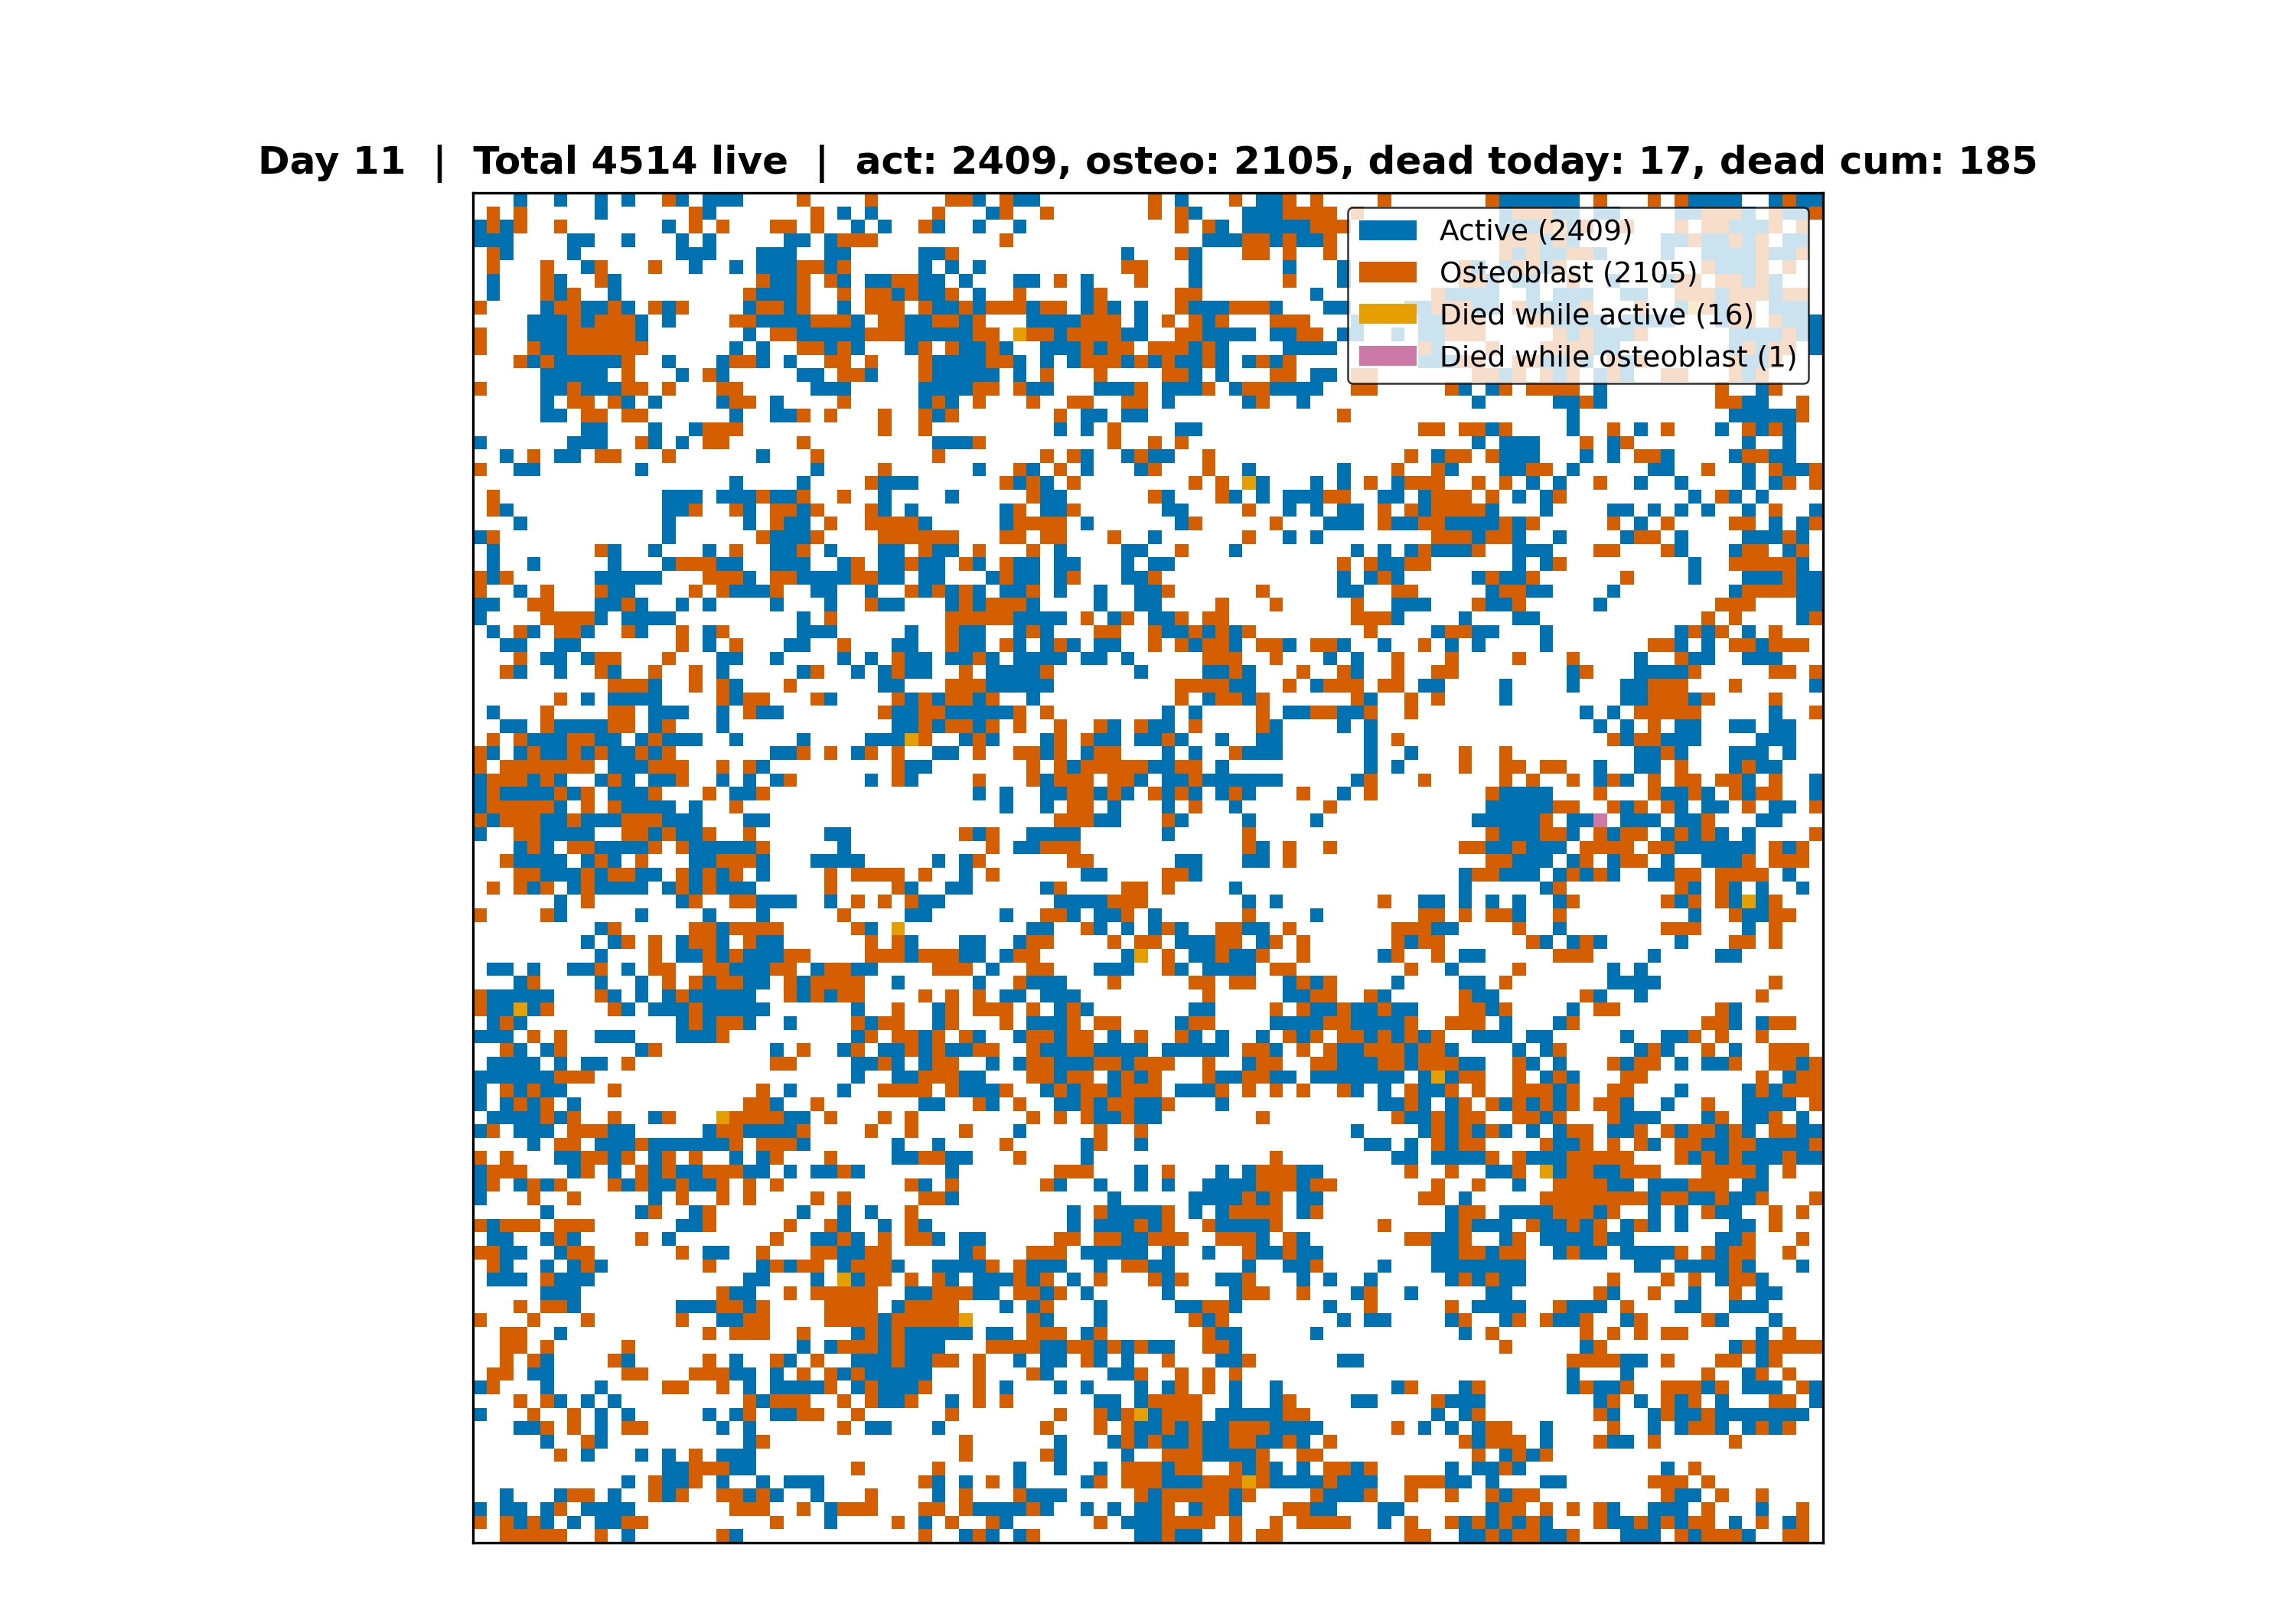 Day 11 | Total 4514 live | act: 2409, osteo: 2105, dead today: 17, dead cum: 185
Active (2409)
Osteoblast (2105)
Died while active (16)
Died while osteoblast (1)